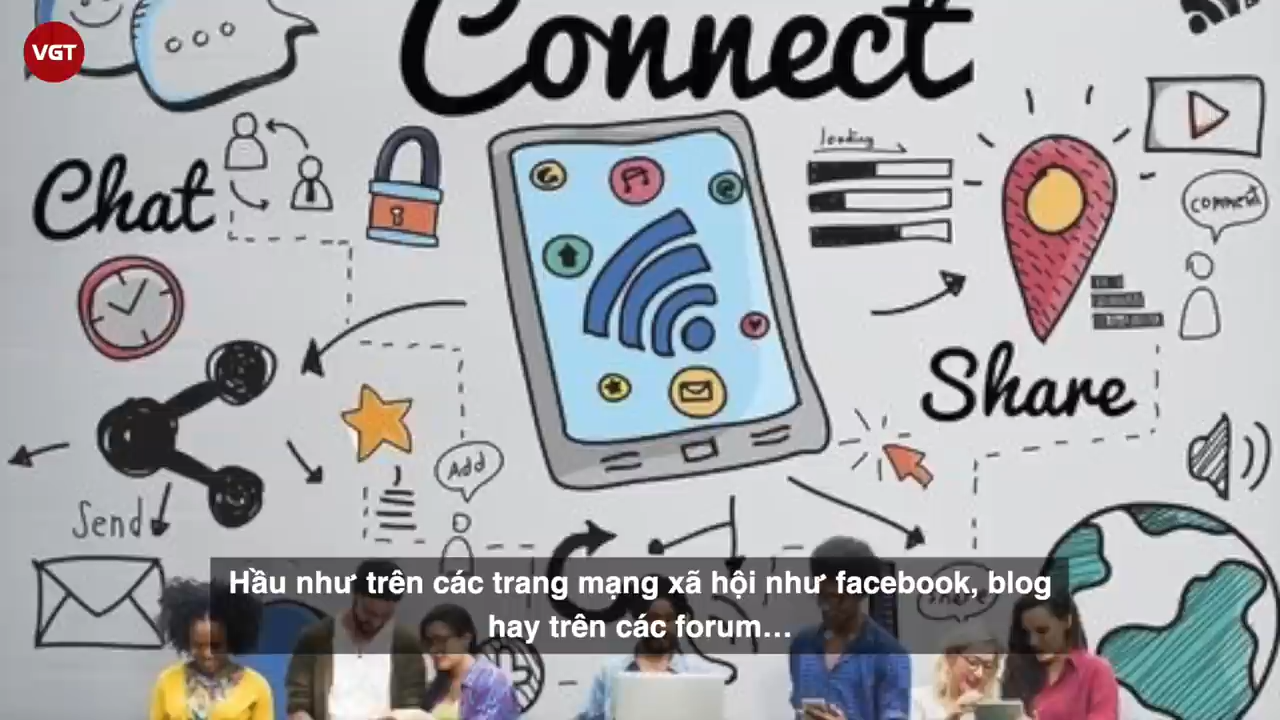 Connect
VGT
loading
Chat
comment
Share
Add
Send
Hầu như trên các trang mạng xã hội như facebook, blog
hay trên các forum...